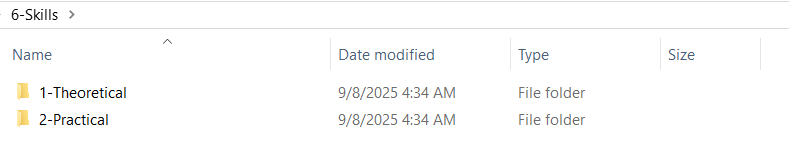 6-Skills
Name Date modified Type Size
1-Theoretical 9/8/2025 4:34 AM File folder
2-Practical 9/8/2025 4:34 AM File folder